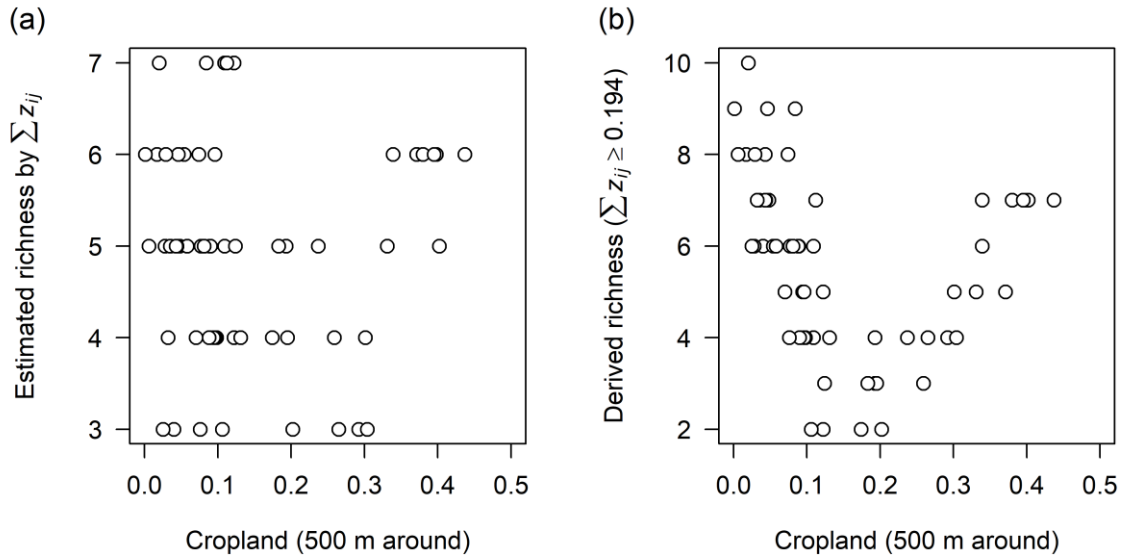 (a)
Estimated richness by ∑ z_ij
7
6
5
4
3
0.0 0.1 0.2 0.3 0.4 0.5
Cropland (500 m around)
(b)
Derived richness (∑ z_ij ≥ 0.194)
10
8
6
4
2
0.0 0.1 0.2 0.3 0.4 0.5
Cropland (500 m around)